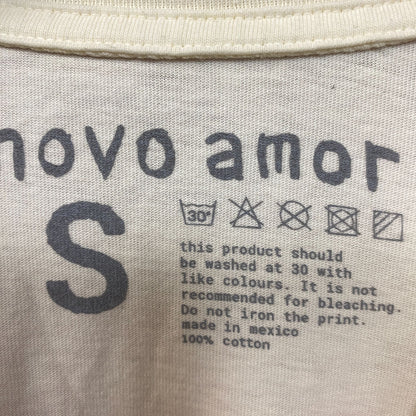 novo amor
S
30°
this product should
be washed at 30 with
like colours. It is not
recommended for bleaching.
Do not iron the print.
made in mexico
100% cotton